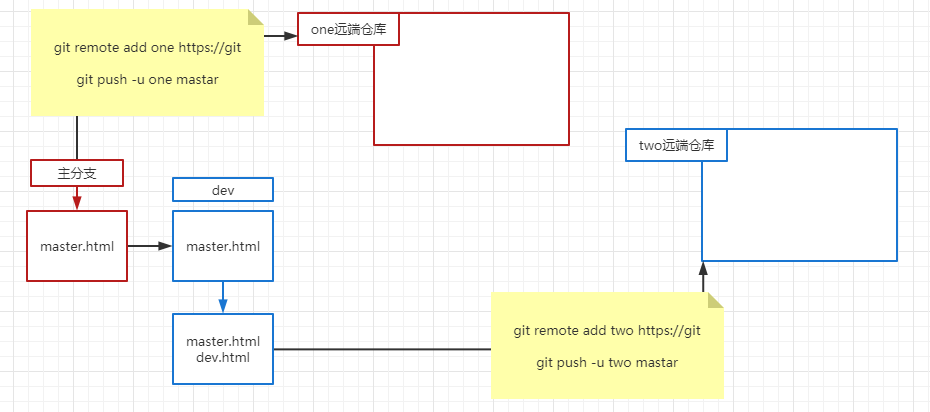 git remote add one https://git
git push -u one mastar
one远端仓库
two远端仓库
主分支
dev
master.html
master.html
master.html
dev.html
git remote add two https://git
git push -u two mastar